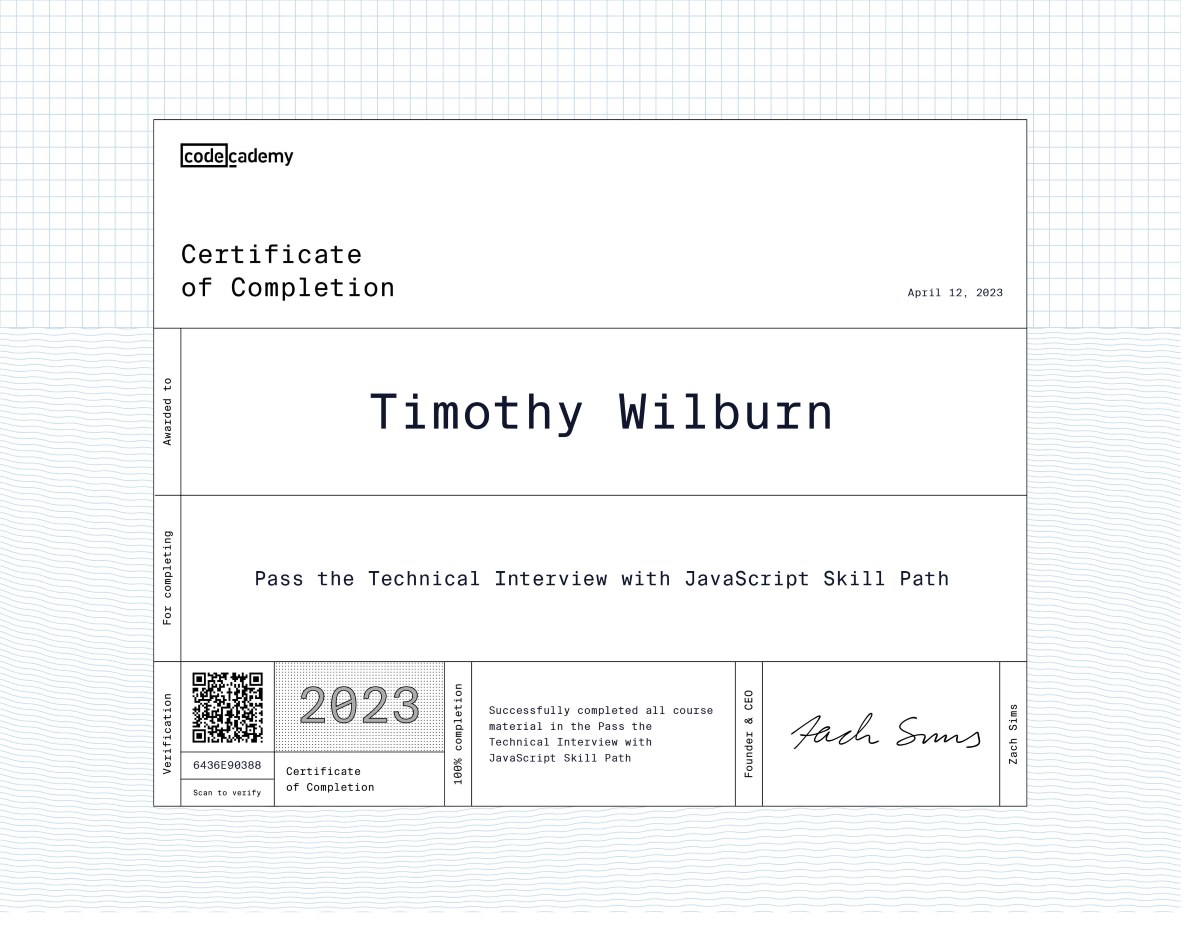 codecademy
Certificate
of Completion
April 12, 2023
Awarded to
Timothy Wilburn
For completing
Pass the Technical Interview with JavaScript Skill Path
Verification
6436E90388
Scan to verify
2023
Certificate
of Completion
100% completion
Successfully completed all course
material in the Pass the
Technical Interview with
JavaScript Skill Path
Founder & CEO
Zach Sims
Zach Sims